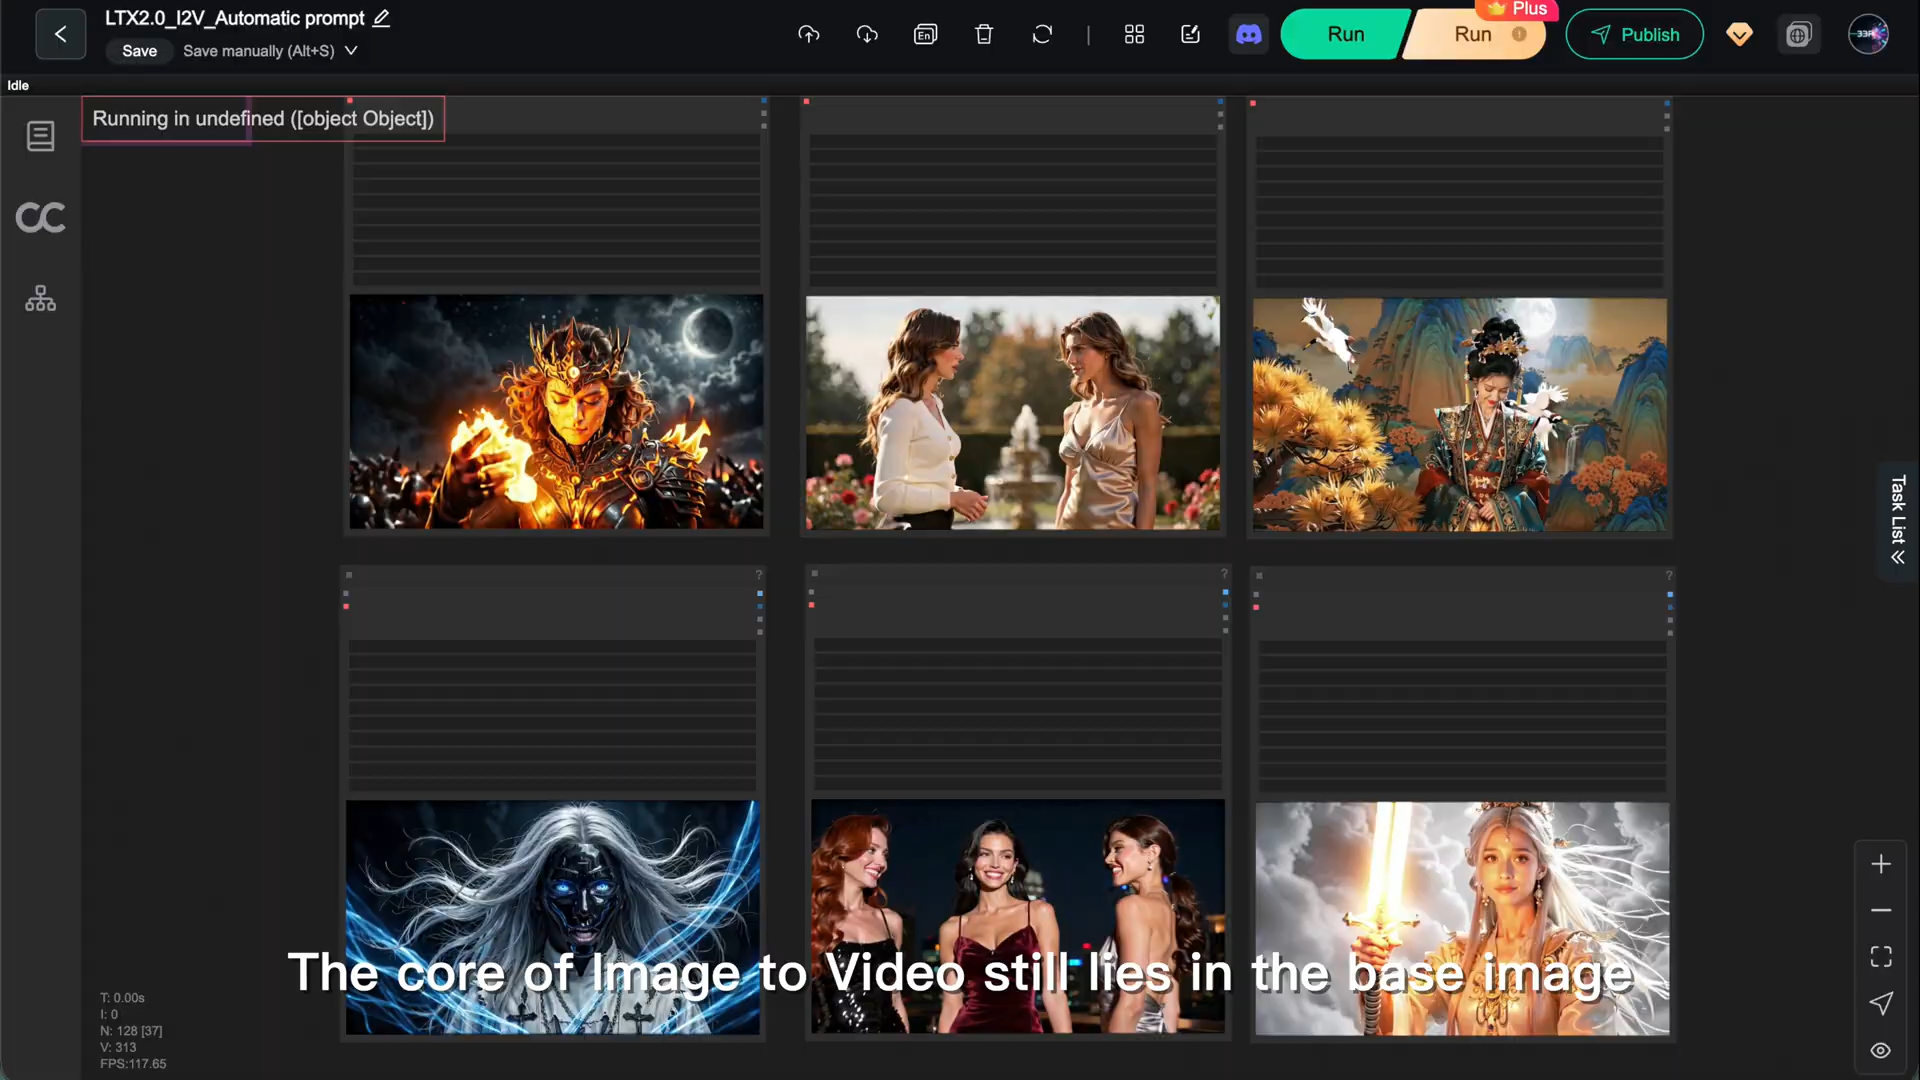 LTX2.0_I2V_Automatic prompt
Save
Save manually (Alt+S)
En
Run
Run
Plus
Publish
Idle
Running in undefined ([object Object])
CC
Task List
?
?
?
The core of Image to Video still lies in the base image
T: 0.00s
I: 0
N: 128 [37]
V: 313
FPS:117.65